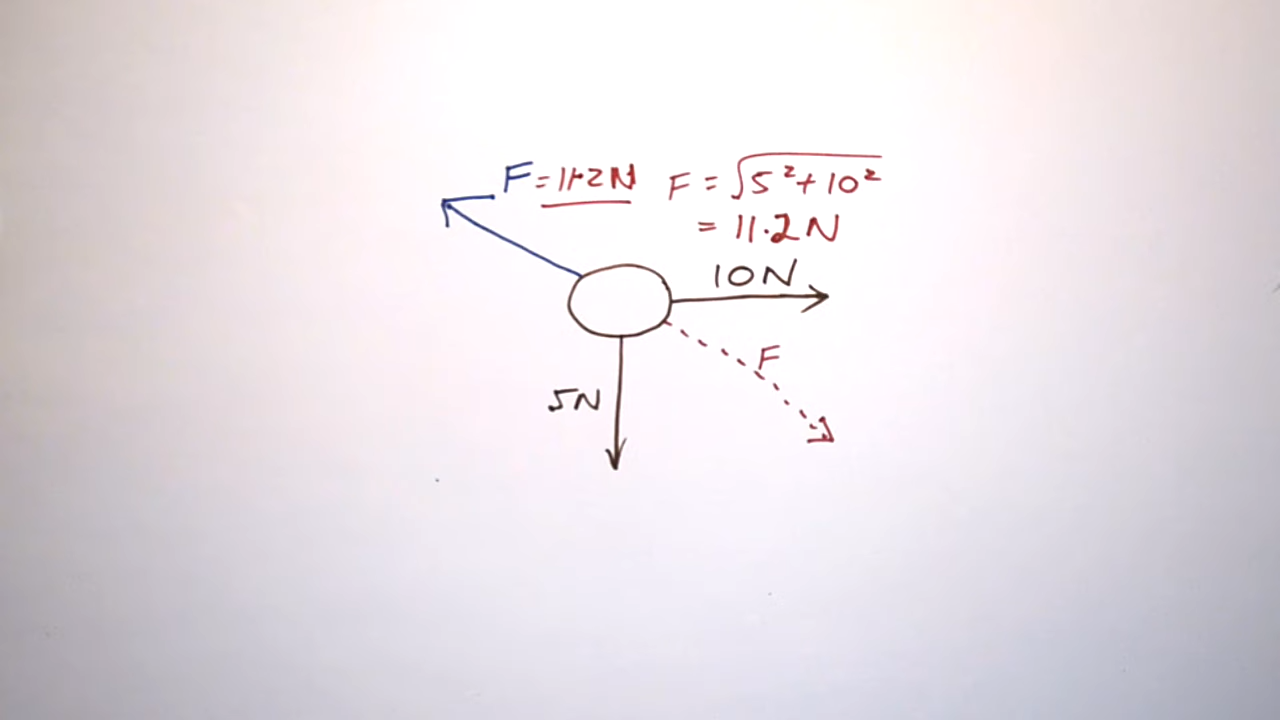 F = 11.2N F = √5²+10²
= 11.2N
10N
F
5N